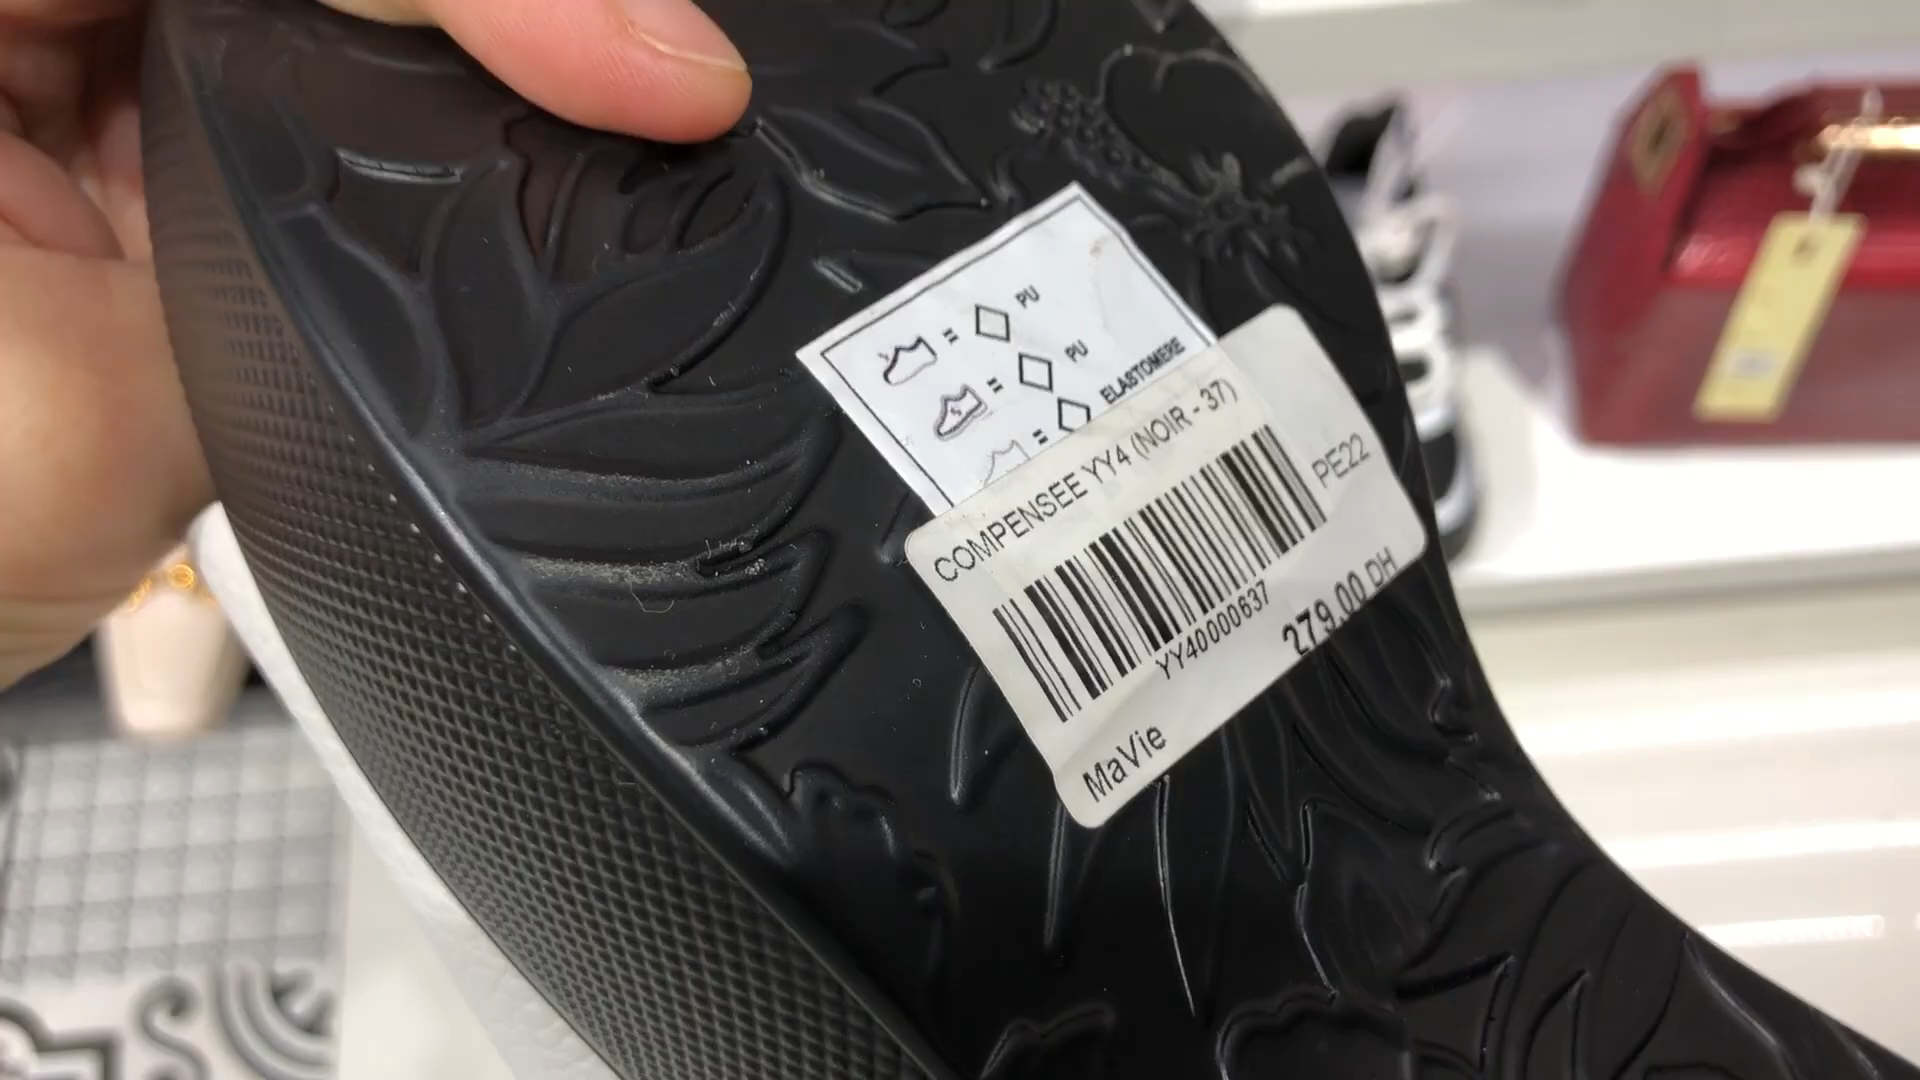 = PU
= PU
= ELASTOMERE
COMPENSEE YY4 (NOIR - 37)
PE22
YY40000637
279.00 DH
MaVie